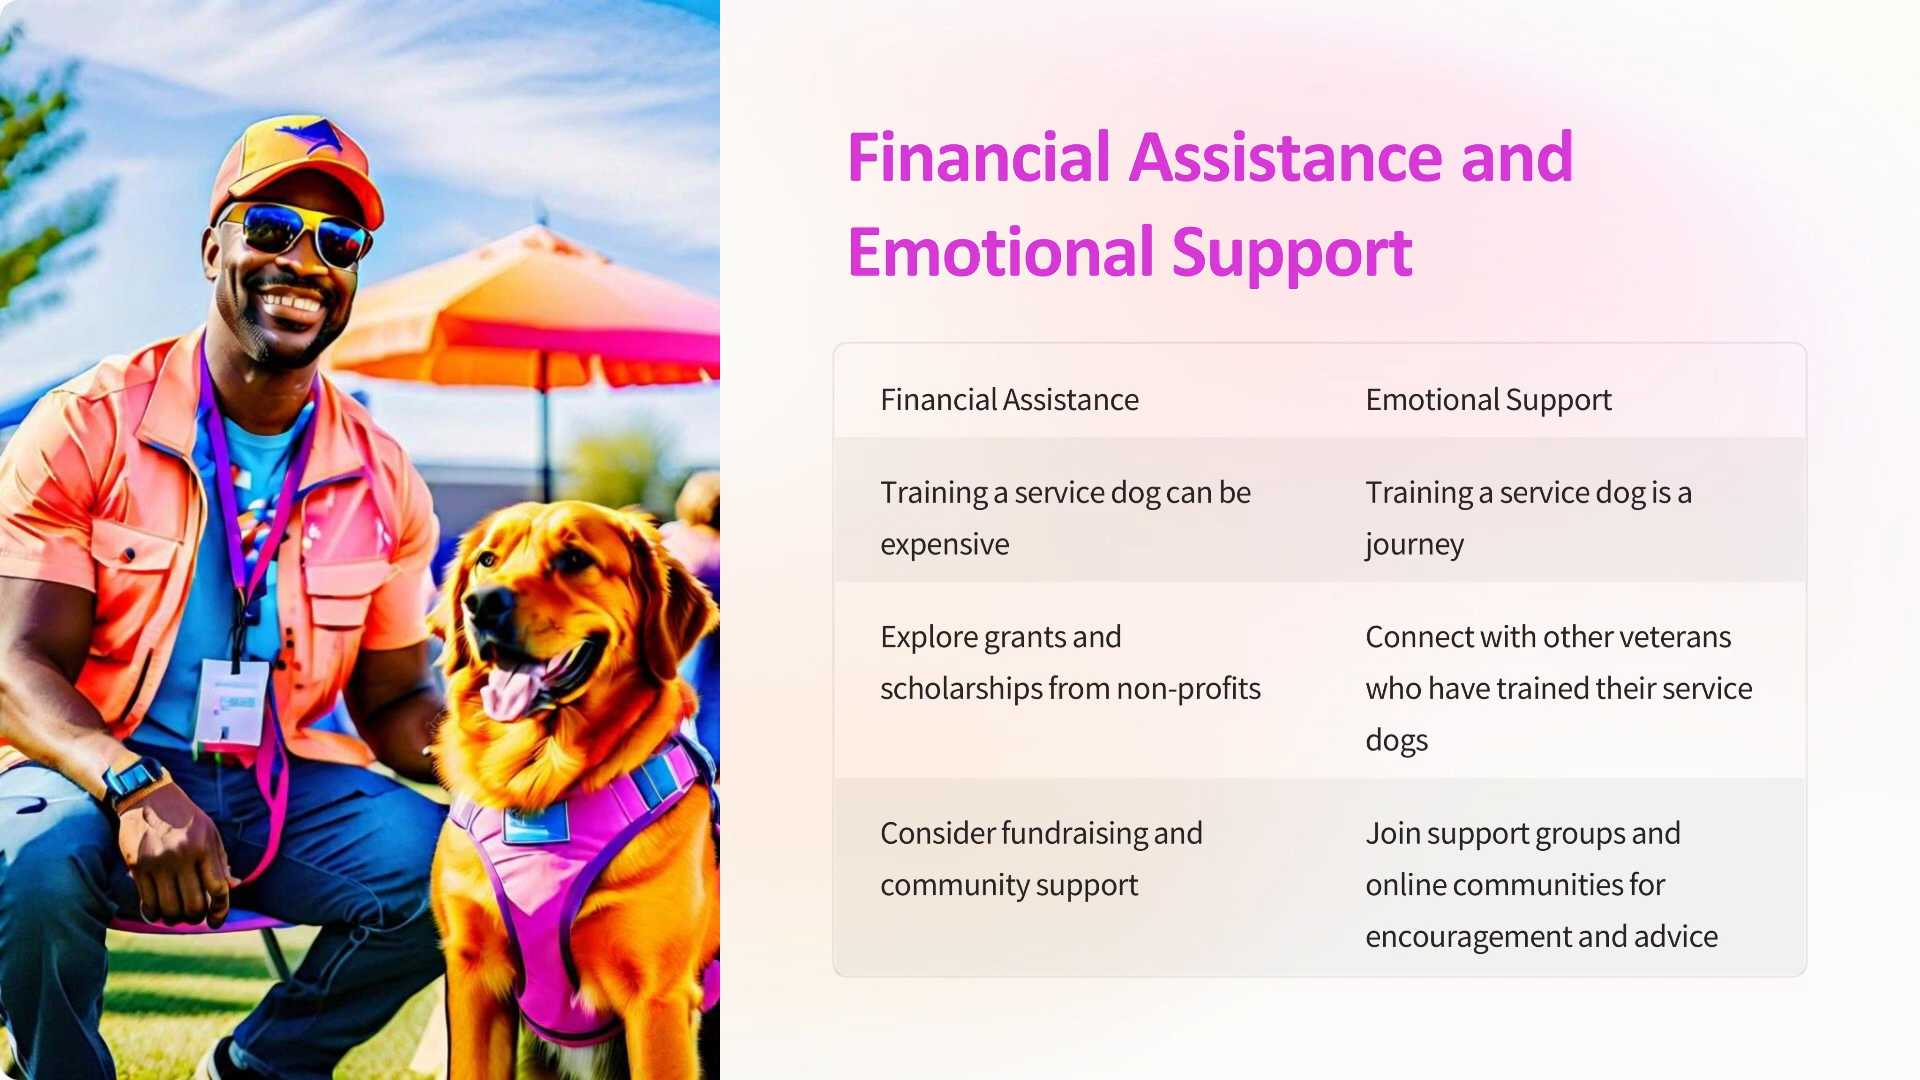 Financial Assistance and
Emotional Support
Financial Assistance
Emotional Support
Training a service dog can be
expensive
Training a service dog is a
journey
Explore grants and
scholarships from non-profits
Connect with other veterans
who have trained their service
dogs
Consider fundraising and
community support
Join support groups and
online communities for
encouragement and advice